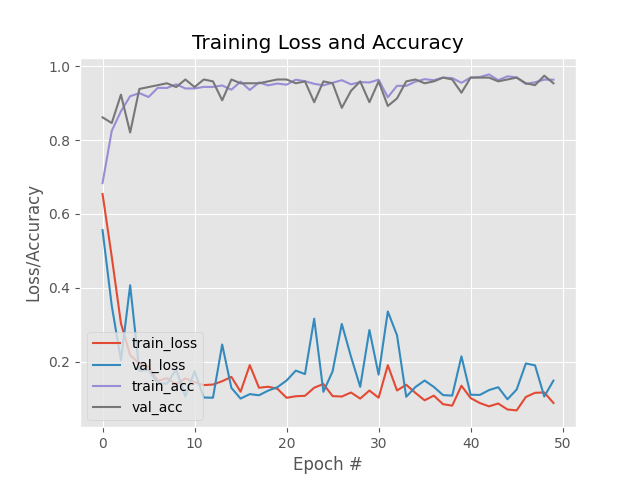 Training Loss and Accuracy
1.0
0.8
0.6
0.4
0.2
Loss/Accuracy
train_loss
val_loss
train_acc
val_acc
0
10
20
30
40
50
Epoch #